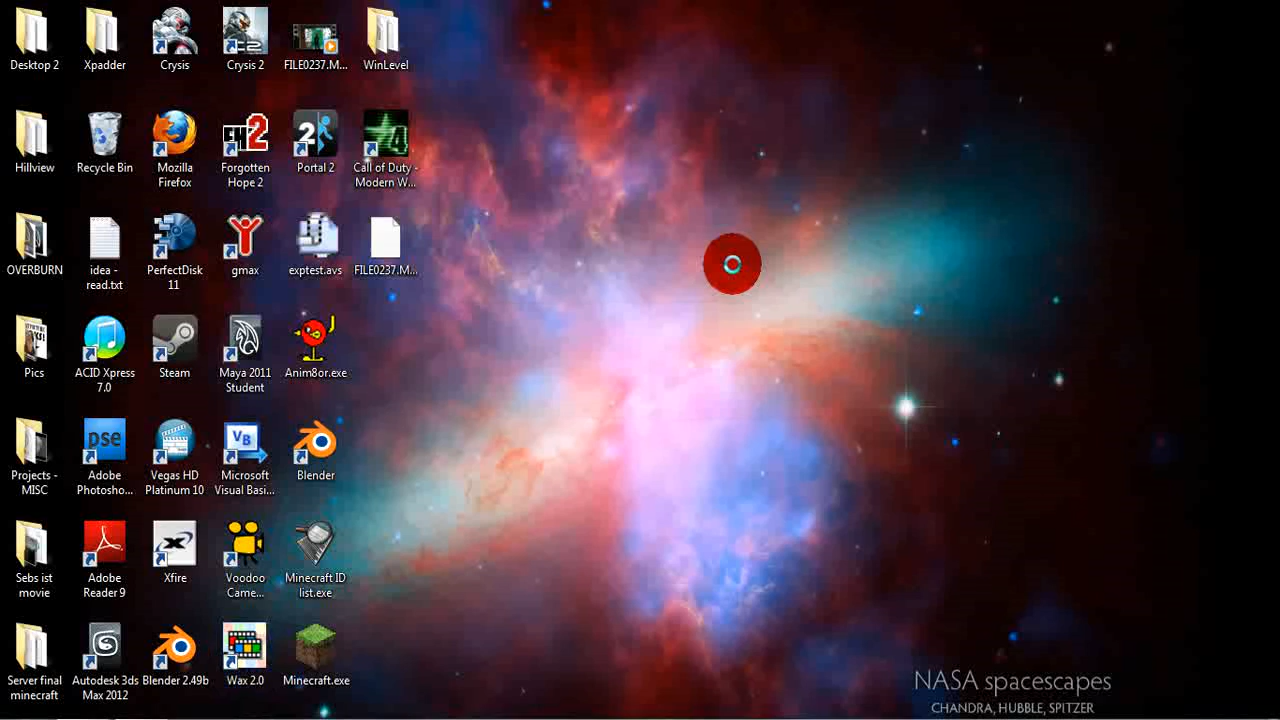 Desktop 2
Xpadder
Crysis
Crysis 2
FILE0237.M...
WinLevel
Hillview
Recycle Bin
Mozilla
Firefox
Forgotten
Hope 2
Portal 2
Call of Duty -
Modern W...
OVERBURN
idea -
read.txt
PerfectDisk
11
gmax
exptest.avs
FILE0237.M...
Pics
ACID Xpress
7.0
Steam
Maya 2011
Student
Anim8or.exe
Projects -
MISC
pse
Adobe
Photosho...
Vegas HD
Platinum 10
VB
Microsoft
Visual Basi...
Blender
Sebs ist
movie
Adobe
Reader 9
Xfire
Voodoo
Came...
Minecraft ID
list.exe
Server final
minecraft
Autodesk 3ds
Max 2012
Blender 2.49b
Wax 2.0
Minecraft.exe
NASA spacescapes
CHANDRA, HUBBLE, SPITZER